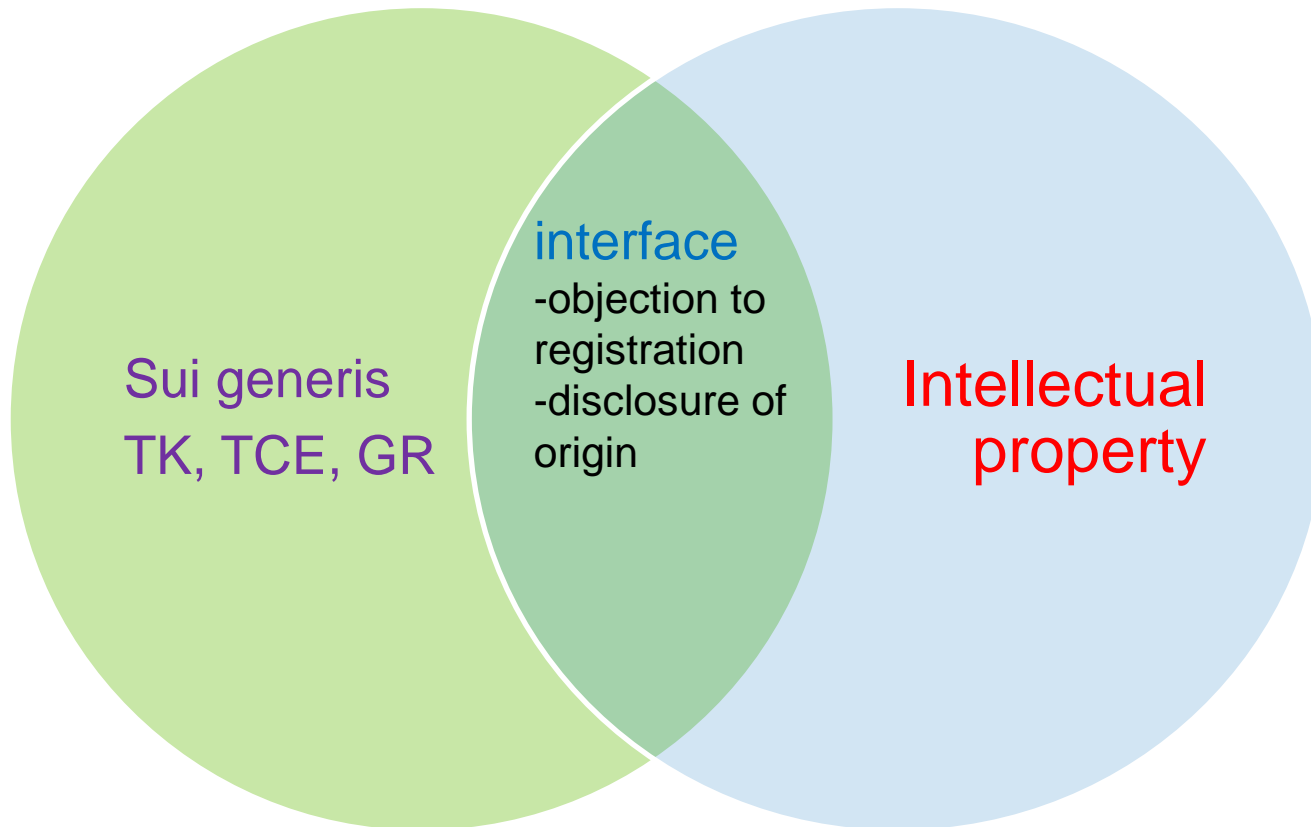 Sui generis
TK, TCE, GR
interface
-objection to
registration
-disclosure of
origin
Intellectual
property